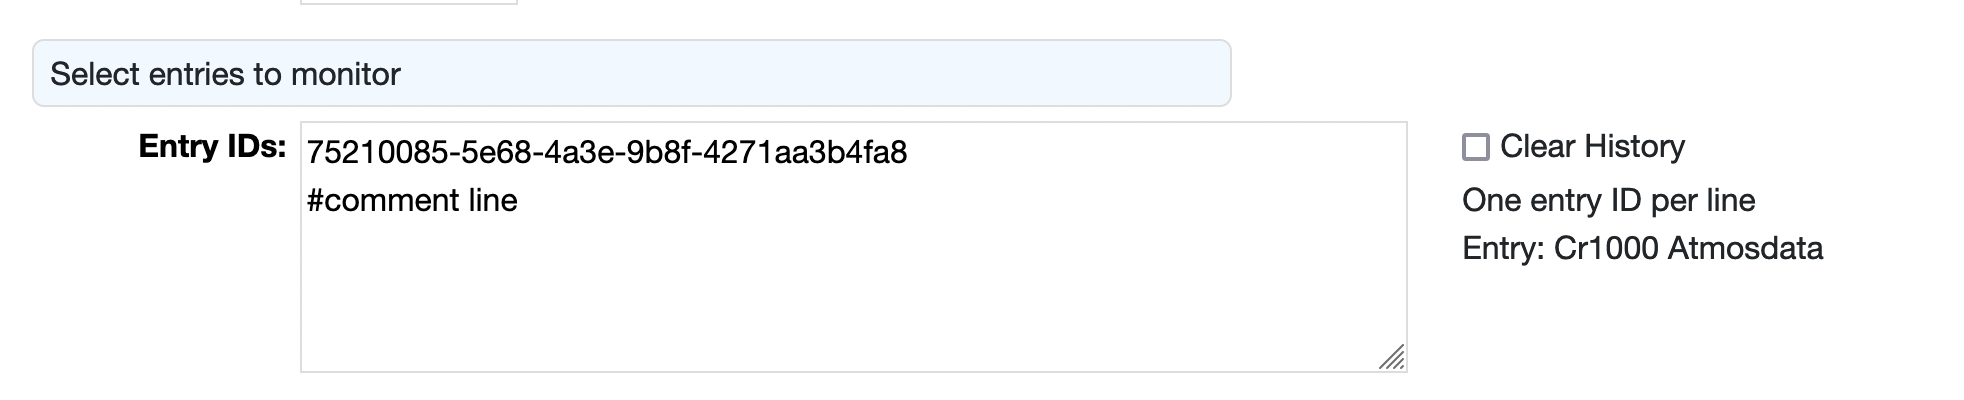 Select entries to monitor
Entry IDs:
75210085-5e68-4a3e-9b8f-4271aa3b4fa8
#comment line
Clear History
One entry ID per line
Entry: Cr1000 Atmosdata